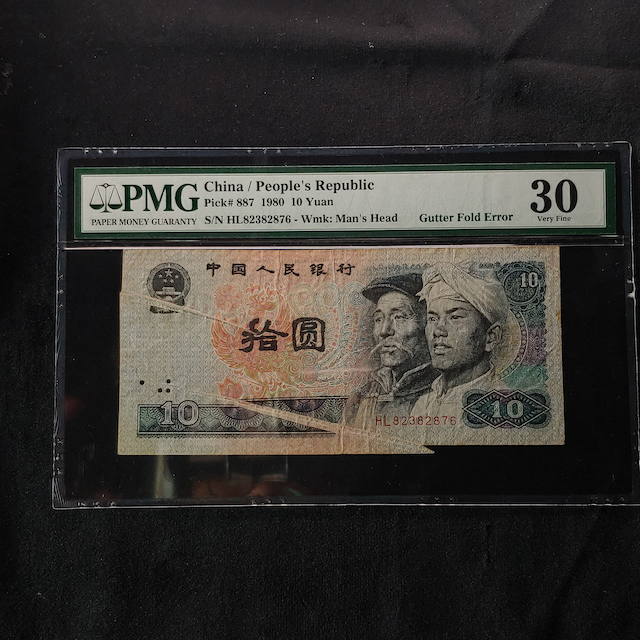 PMG
PAPER MONEY GUARANTY
China / People's Republic
Pick# 887 1980 10 Yuan
S/N HL82382876 - Wmk: Man's Head Gutter Fold Error
30
Very Fine
中国人民银行
10
拾圆
HL82382876
10
10